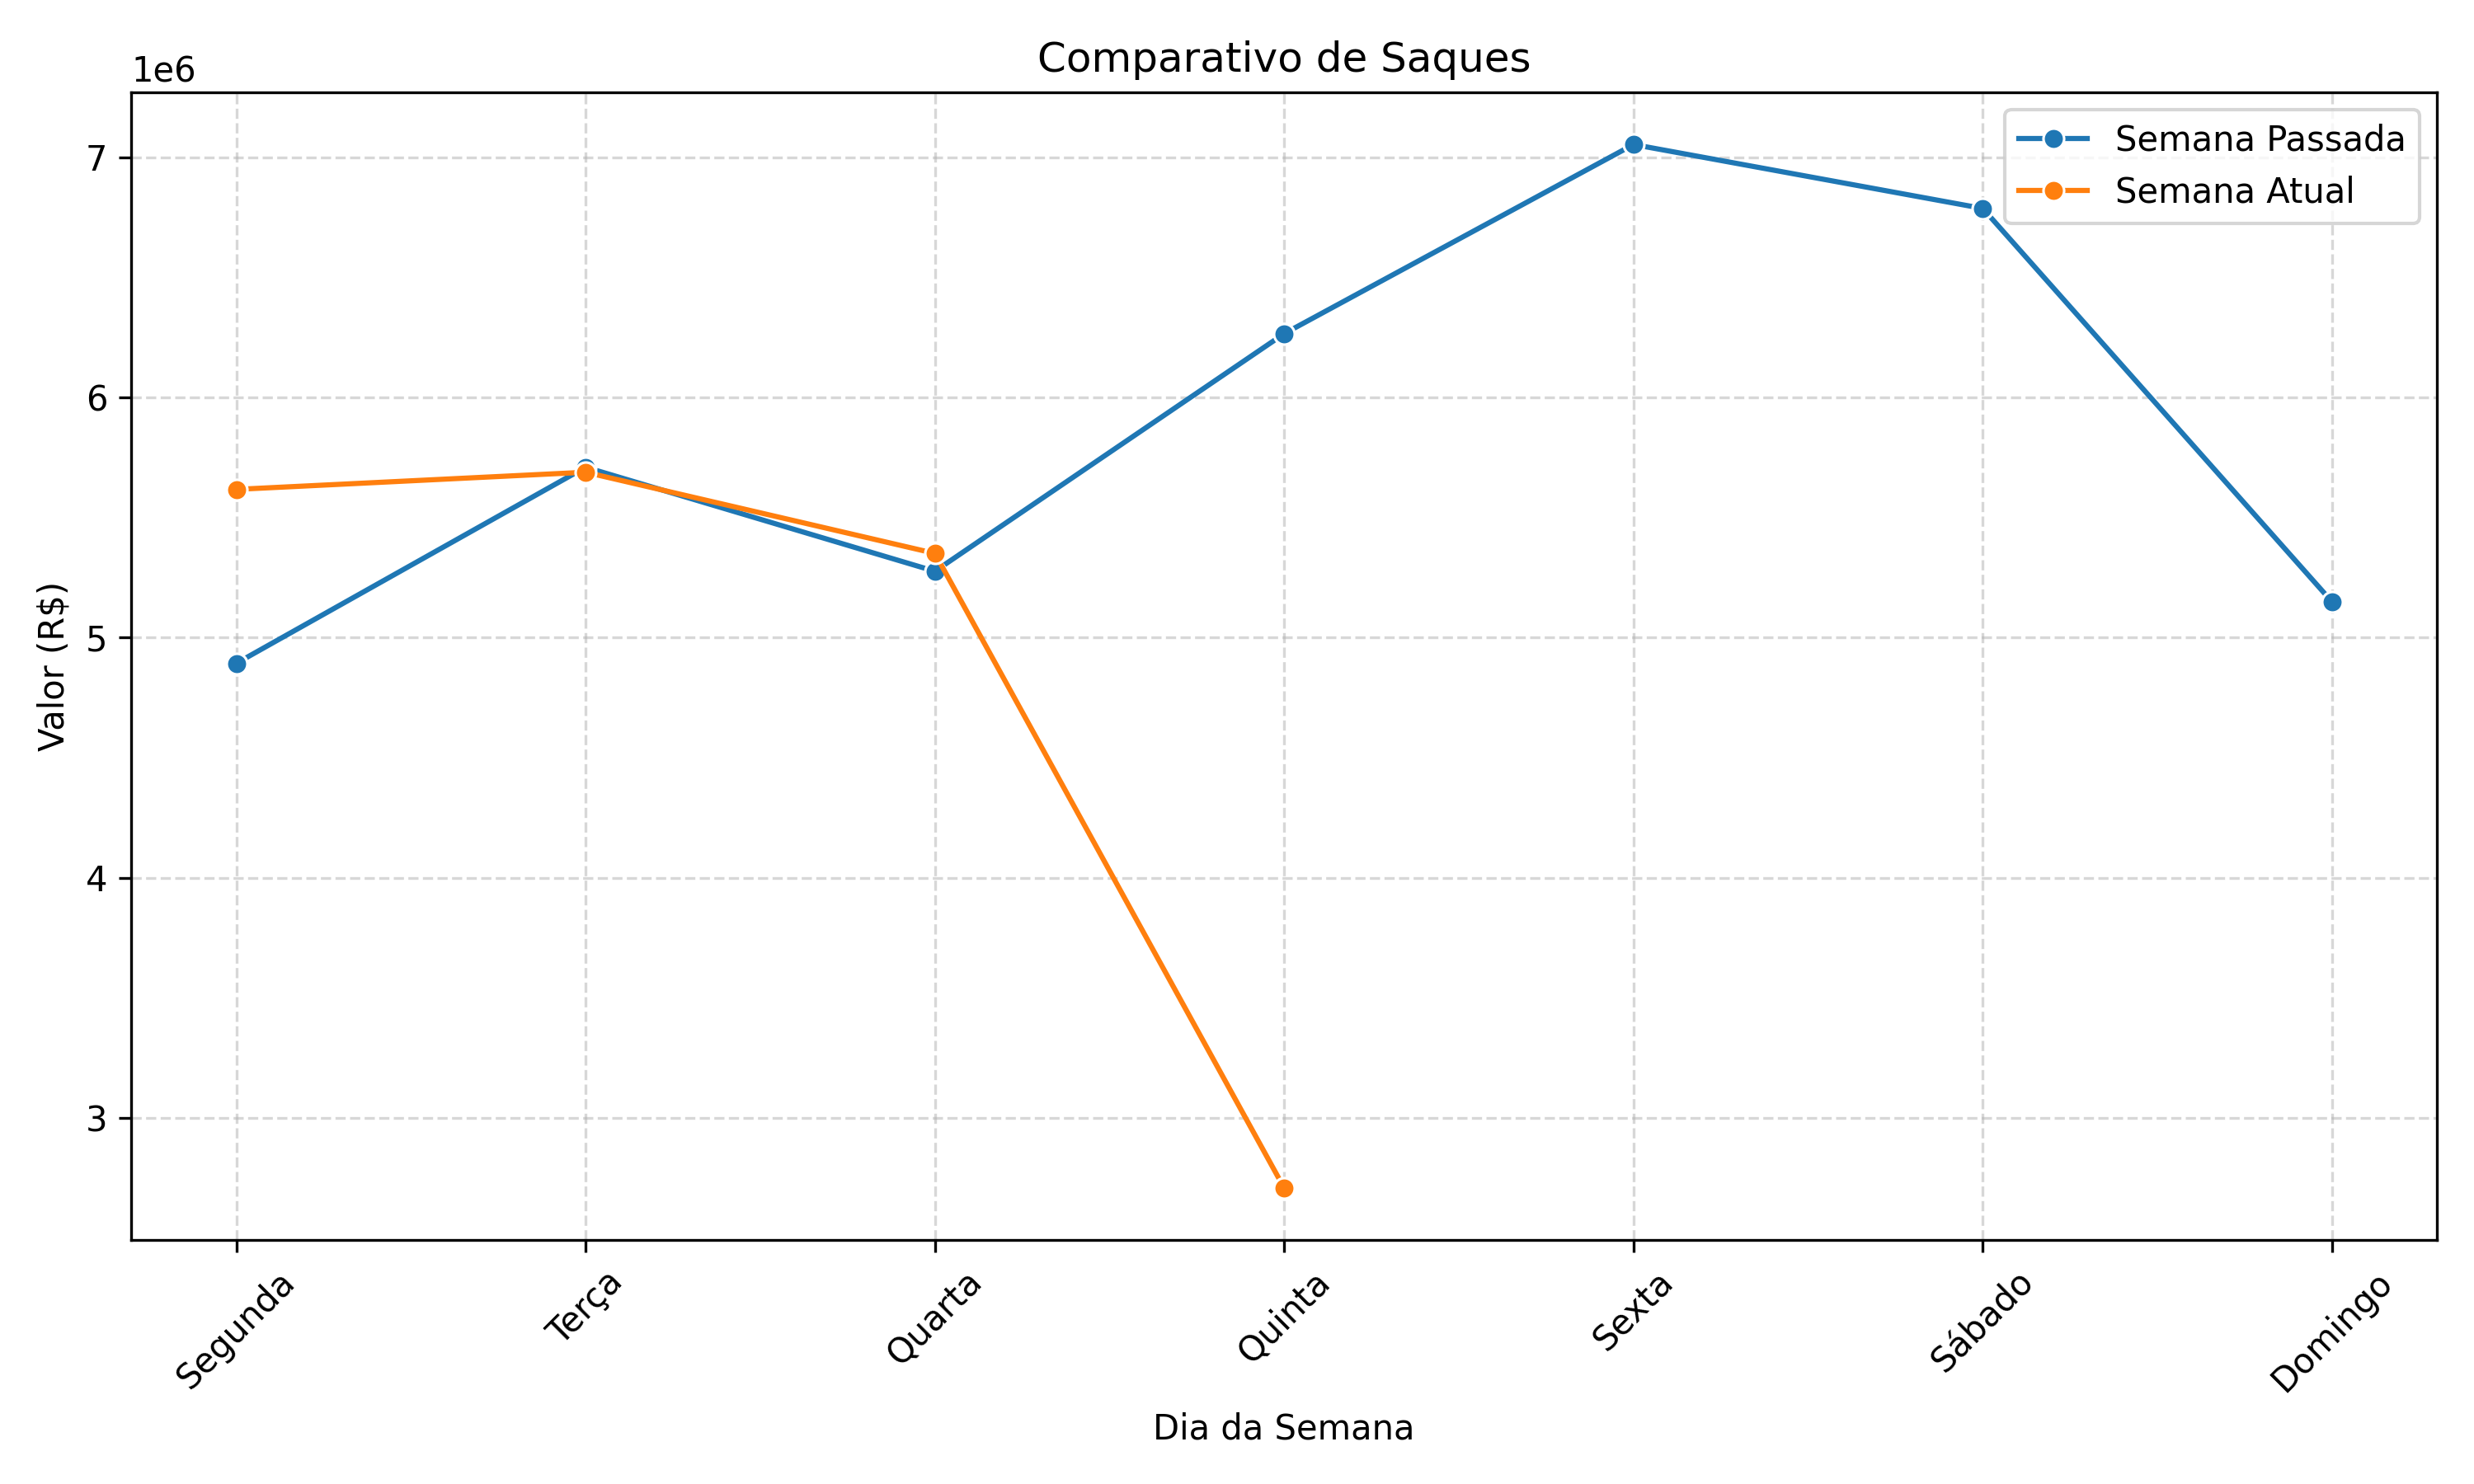 Comparativo de Saques
1e6
7
6
5
4
3
Valor (R$)
Semana Passada
Semana Atual
Segunda
Terça
Quarta
Quinta
Sexta
Sábado
Domingo
Dia da Semana